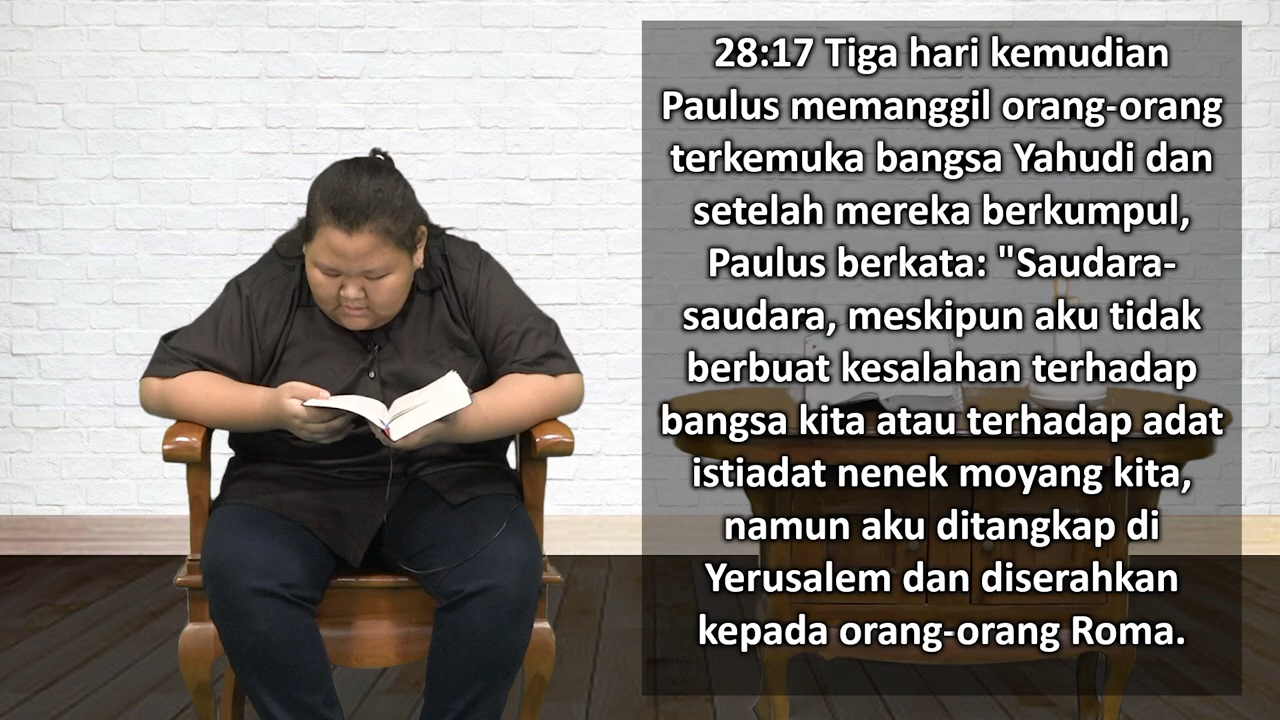 28:17 Tiga hari kemudian
Paulus memanggil orang-orang
terkemuka bangsa Yahudi dan
setelah mereka berkumpul,
Paulus berkata: "Saudara-
saudara, meskipun aku tidak
berbuat kesalahan terhadap
bangsa kita atau terhadap adat
istiadat nenek moyang kita,
namun aku ditangkap di
Yerusalem dan diserahkan
kepada orang-orang Roma.